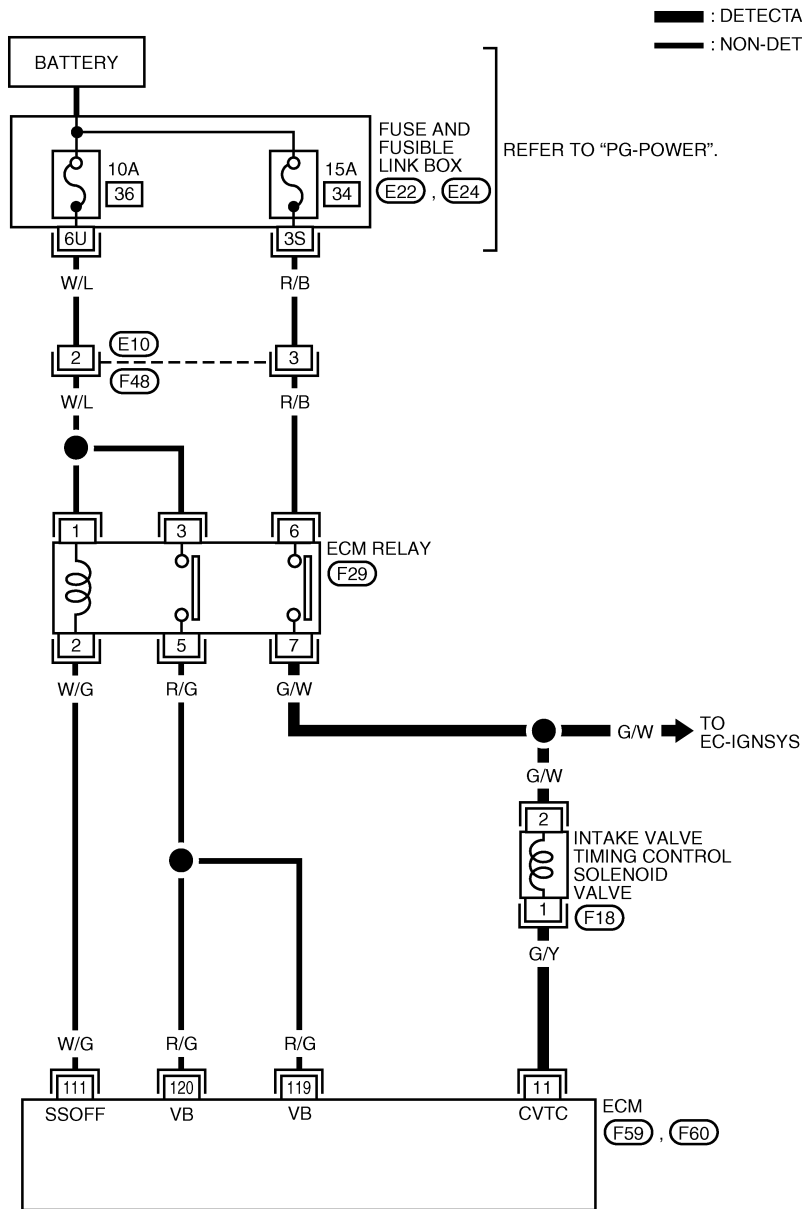 : DETECTA
: NON-DET
BATTERY
FUSE AND
FUSIBLE
LINK BOX
E22 , E24
REFER TO “PG-POWER”.
10A
36
15A
34
6U
3S
W/L
R/B
2
E10
F48
3
W/L
R/B
1
3
6
ECM RELAY
F29
2
5
7
W/G
R/G
G/W
G/W
TO
EC-IGNSYS
G/W
2
INTAKE VALVE
TIMING CONTROL
SOLENOID
VALVE
1
F18
G/Y
W/G
R/G
R/G
111
120
119
11
SSOFF
VB
VB
CVTC
ECM
F59 , F60